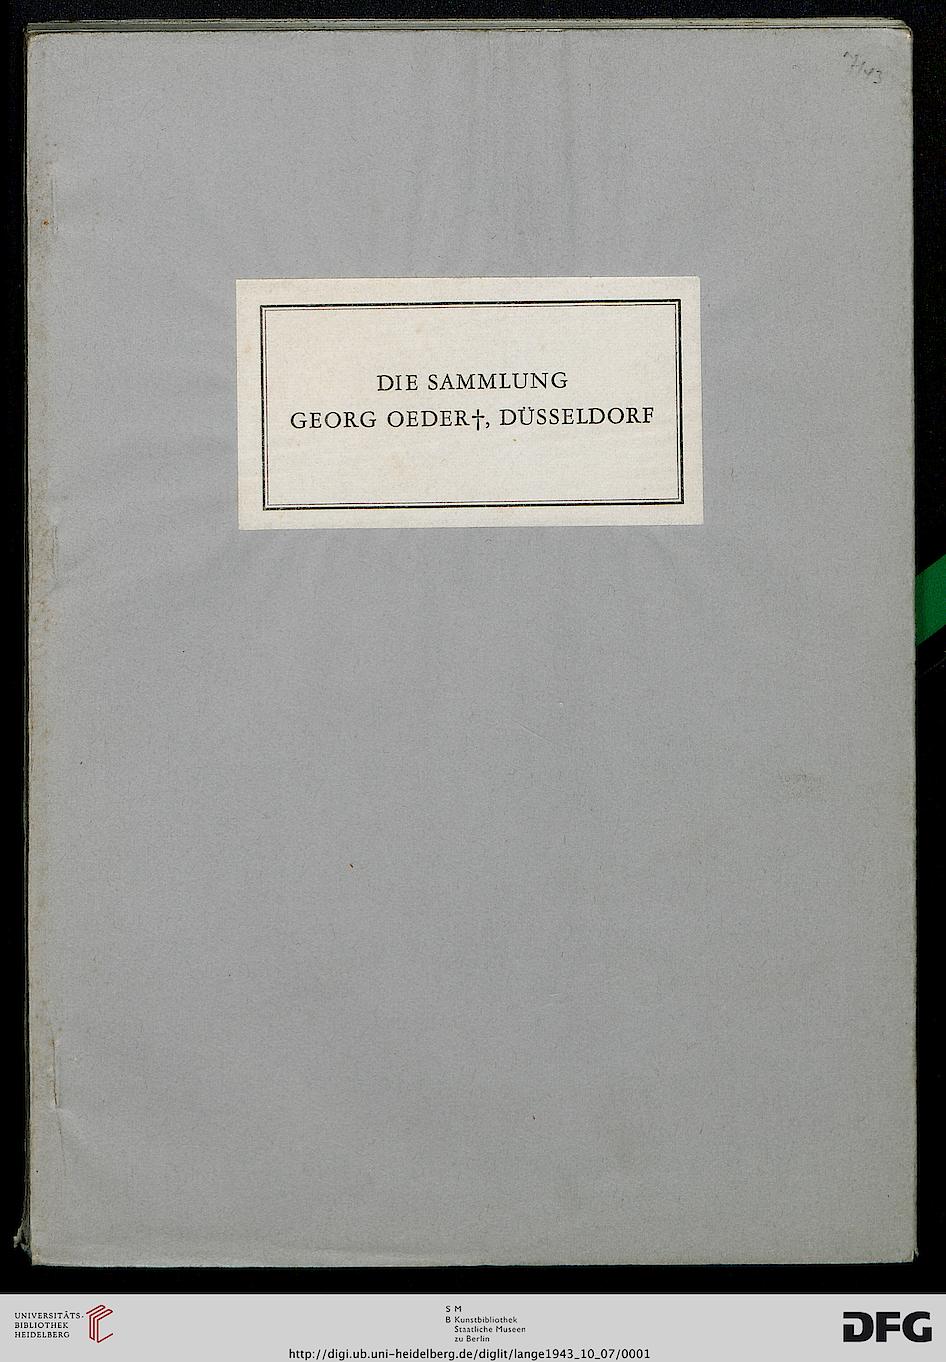 DIE SAMMLUNG
GEORG OEDER†, DÜSSELDORF
UNIVERSITÄTS-
BIBLIOTHEK
HEIDELBERG
S M
B Kunstbibliothek
Staatliche Museen
zu Berlin
DFG
http://digi.ub.uni-heidelberg.de/diglit/lange1943_10_07/0001